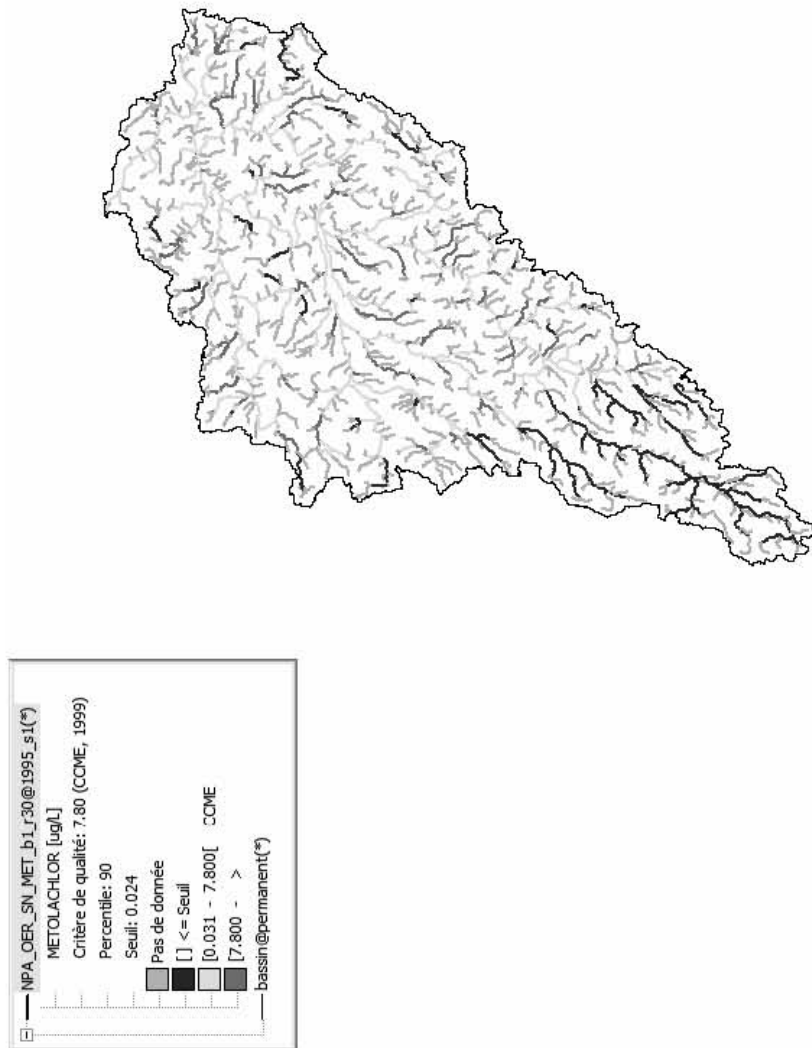 NPA_OER_SN_MET_b1_r30@1995_s1(*)
METOLACHLOR [ug/L]
Critère de qualité: 7.80 (CCME, 1999)
Percentile: 90
Seuil: 0.024
Pas de donnée
[] <= Seuil
[0.031 - 7.800[ CCME
[7.800 - >
bassin@permanent(*)